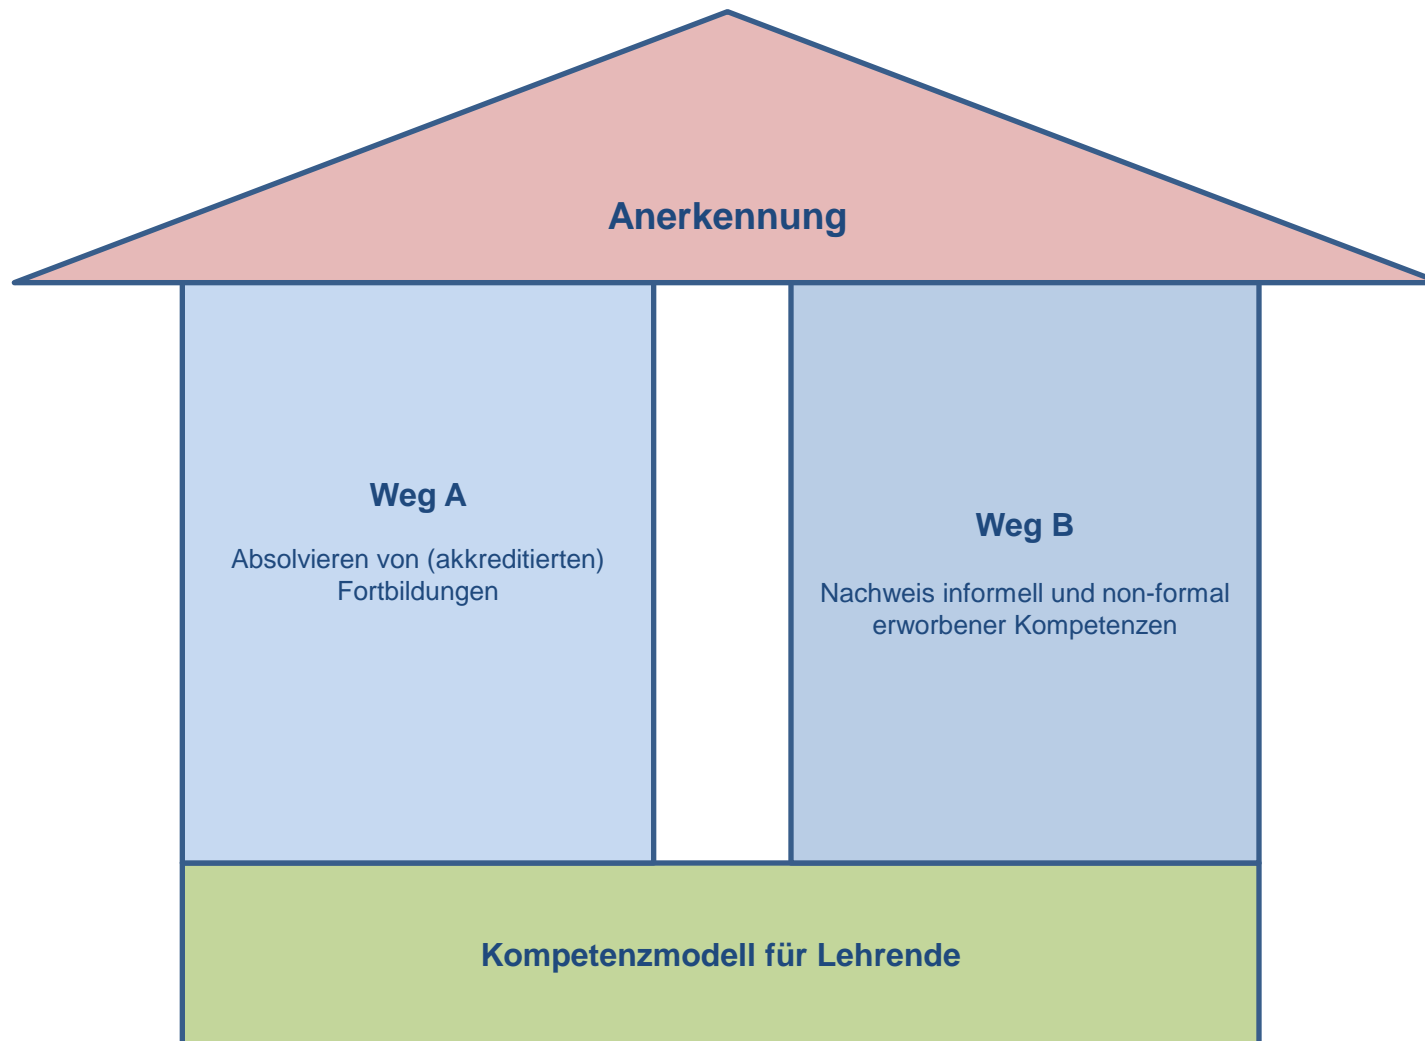 Anerkennung
Weg A
Absolvieren von (akkreditierten)
Fortbildungen
Weg B
Nachweis informell und non-formal
erworbener Kompetenzen
Kompetenzmodell für Lehrende